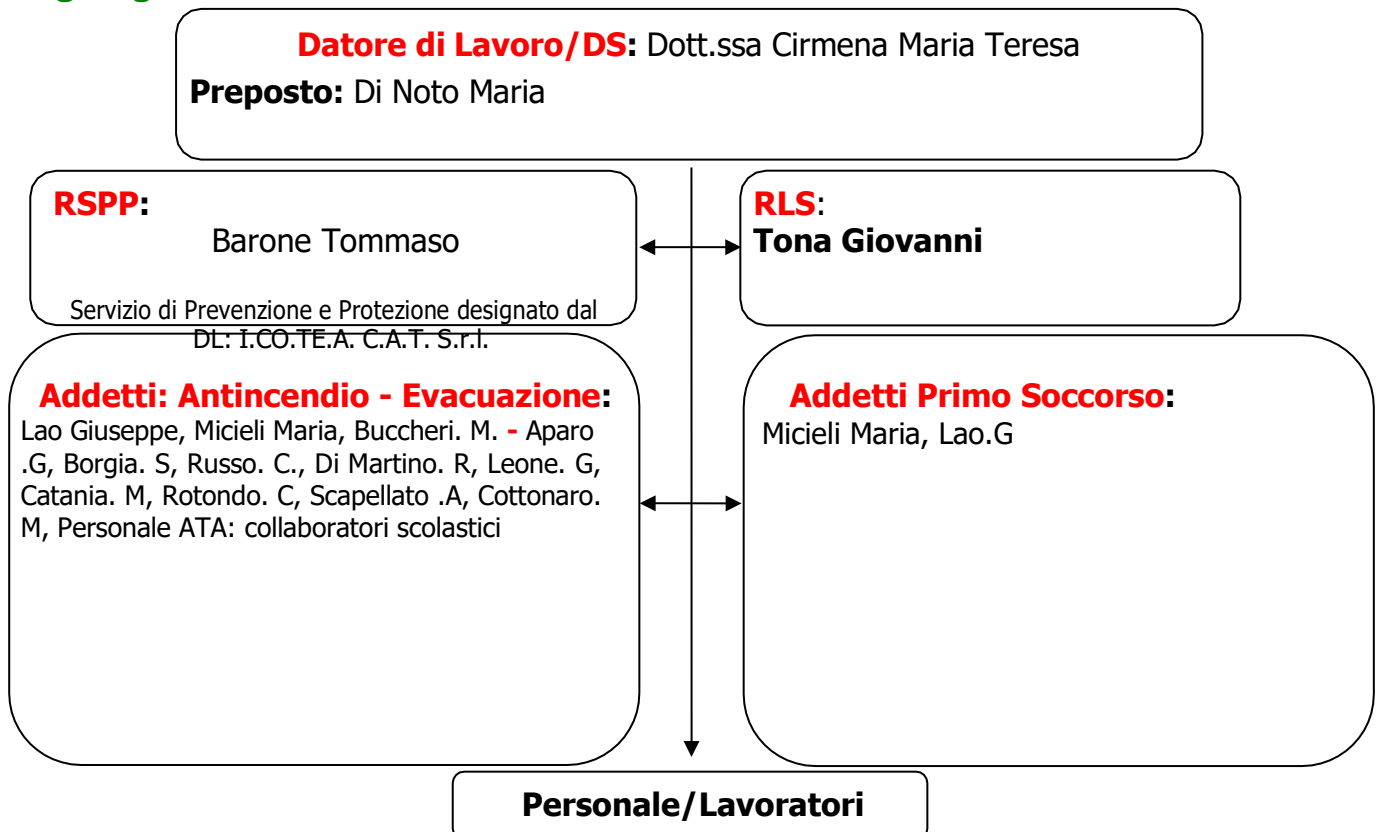 Datore di Lavoro/DS: Dott.ssa Cirmena Maria Teresa
Preposto: Di Noto Maria
RSPP:
Barone Tommaso
Servizio di Prevenzione e Protezione designato dal
DL: I.CO.TE.A. C.A.T. S.r.l.
RLS:
Tona Giovanni
Addetti: Antincendio - Evacuazione:
Lao Giuseppe, Micieli Maria, Buccheri. M. - Aparo
.G, Borgia. S, Russo. C., Di Martino. R, Leone. G,
Catania. M, Rotondo. C, Scapellato .A, Cottonaro.
M, Personale ATA: collaboratori scolastici
Addetti Primo Soccorso:
Micieli Maria, Lao.G
Personale/Lavoratori